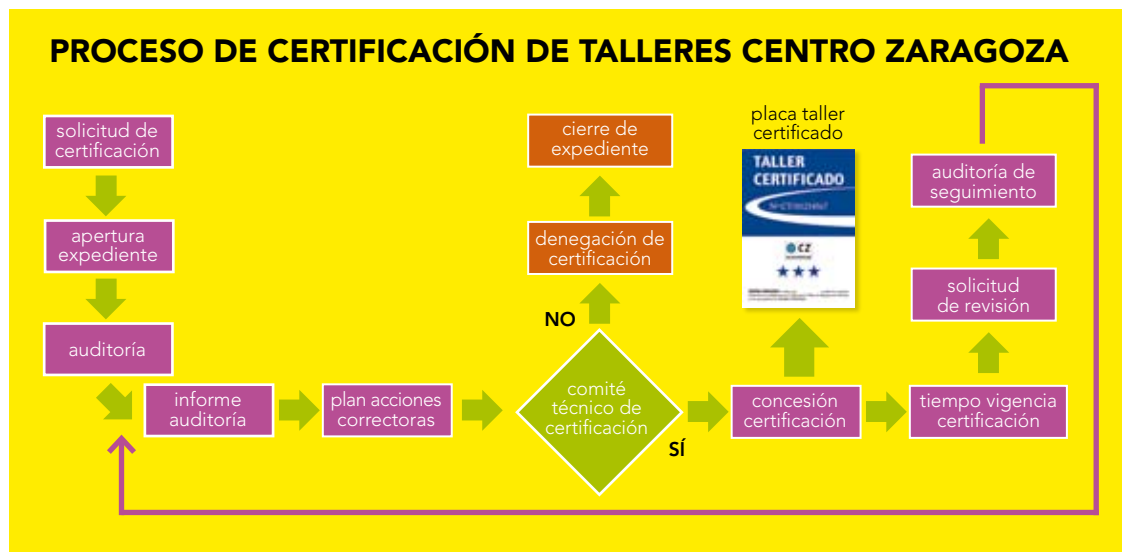 PROCESO DE CERTIFICACIÓN DE TALLERES CENTRO ZARAGOZA
solicitud de
certificación
apertura
expediente
auditoría
informe
auditoría
plan acciones
correctoras
comité
técnico de
certificación
NO
denegación de
certificación
cierre de
expediente
SÍ
concesión
certificación
placa taller
certificado
TALLER
CERTIFICADO
CZ
tiempo vigencia
certificación
solicitud
de revisión
auditoría de
seguimiento